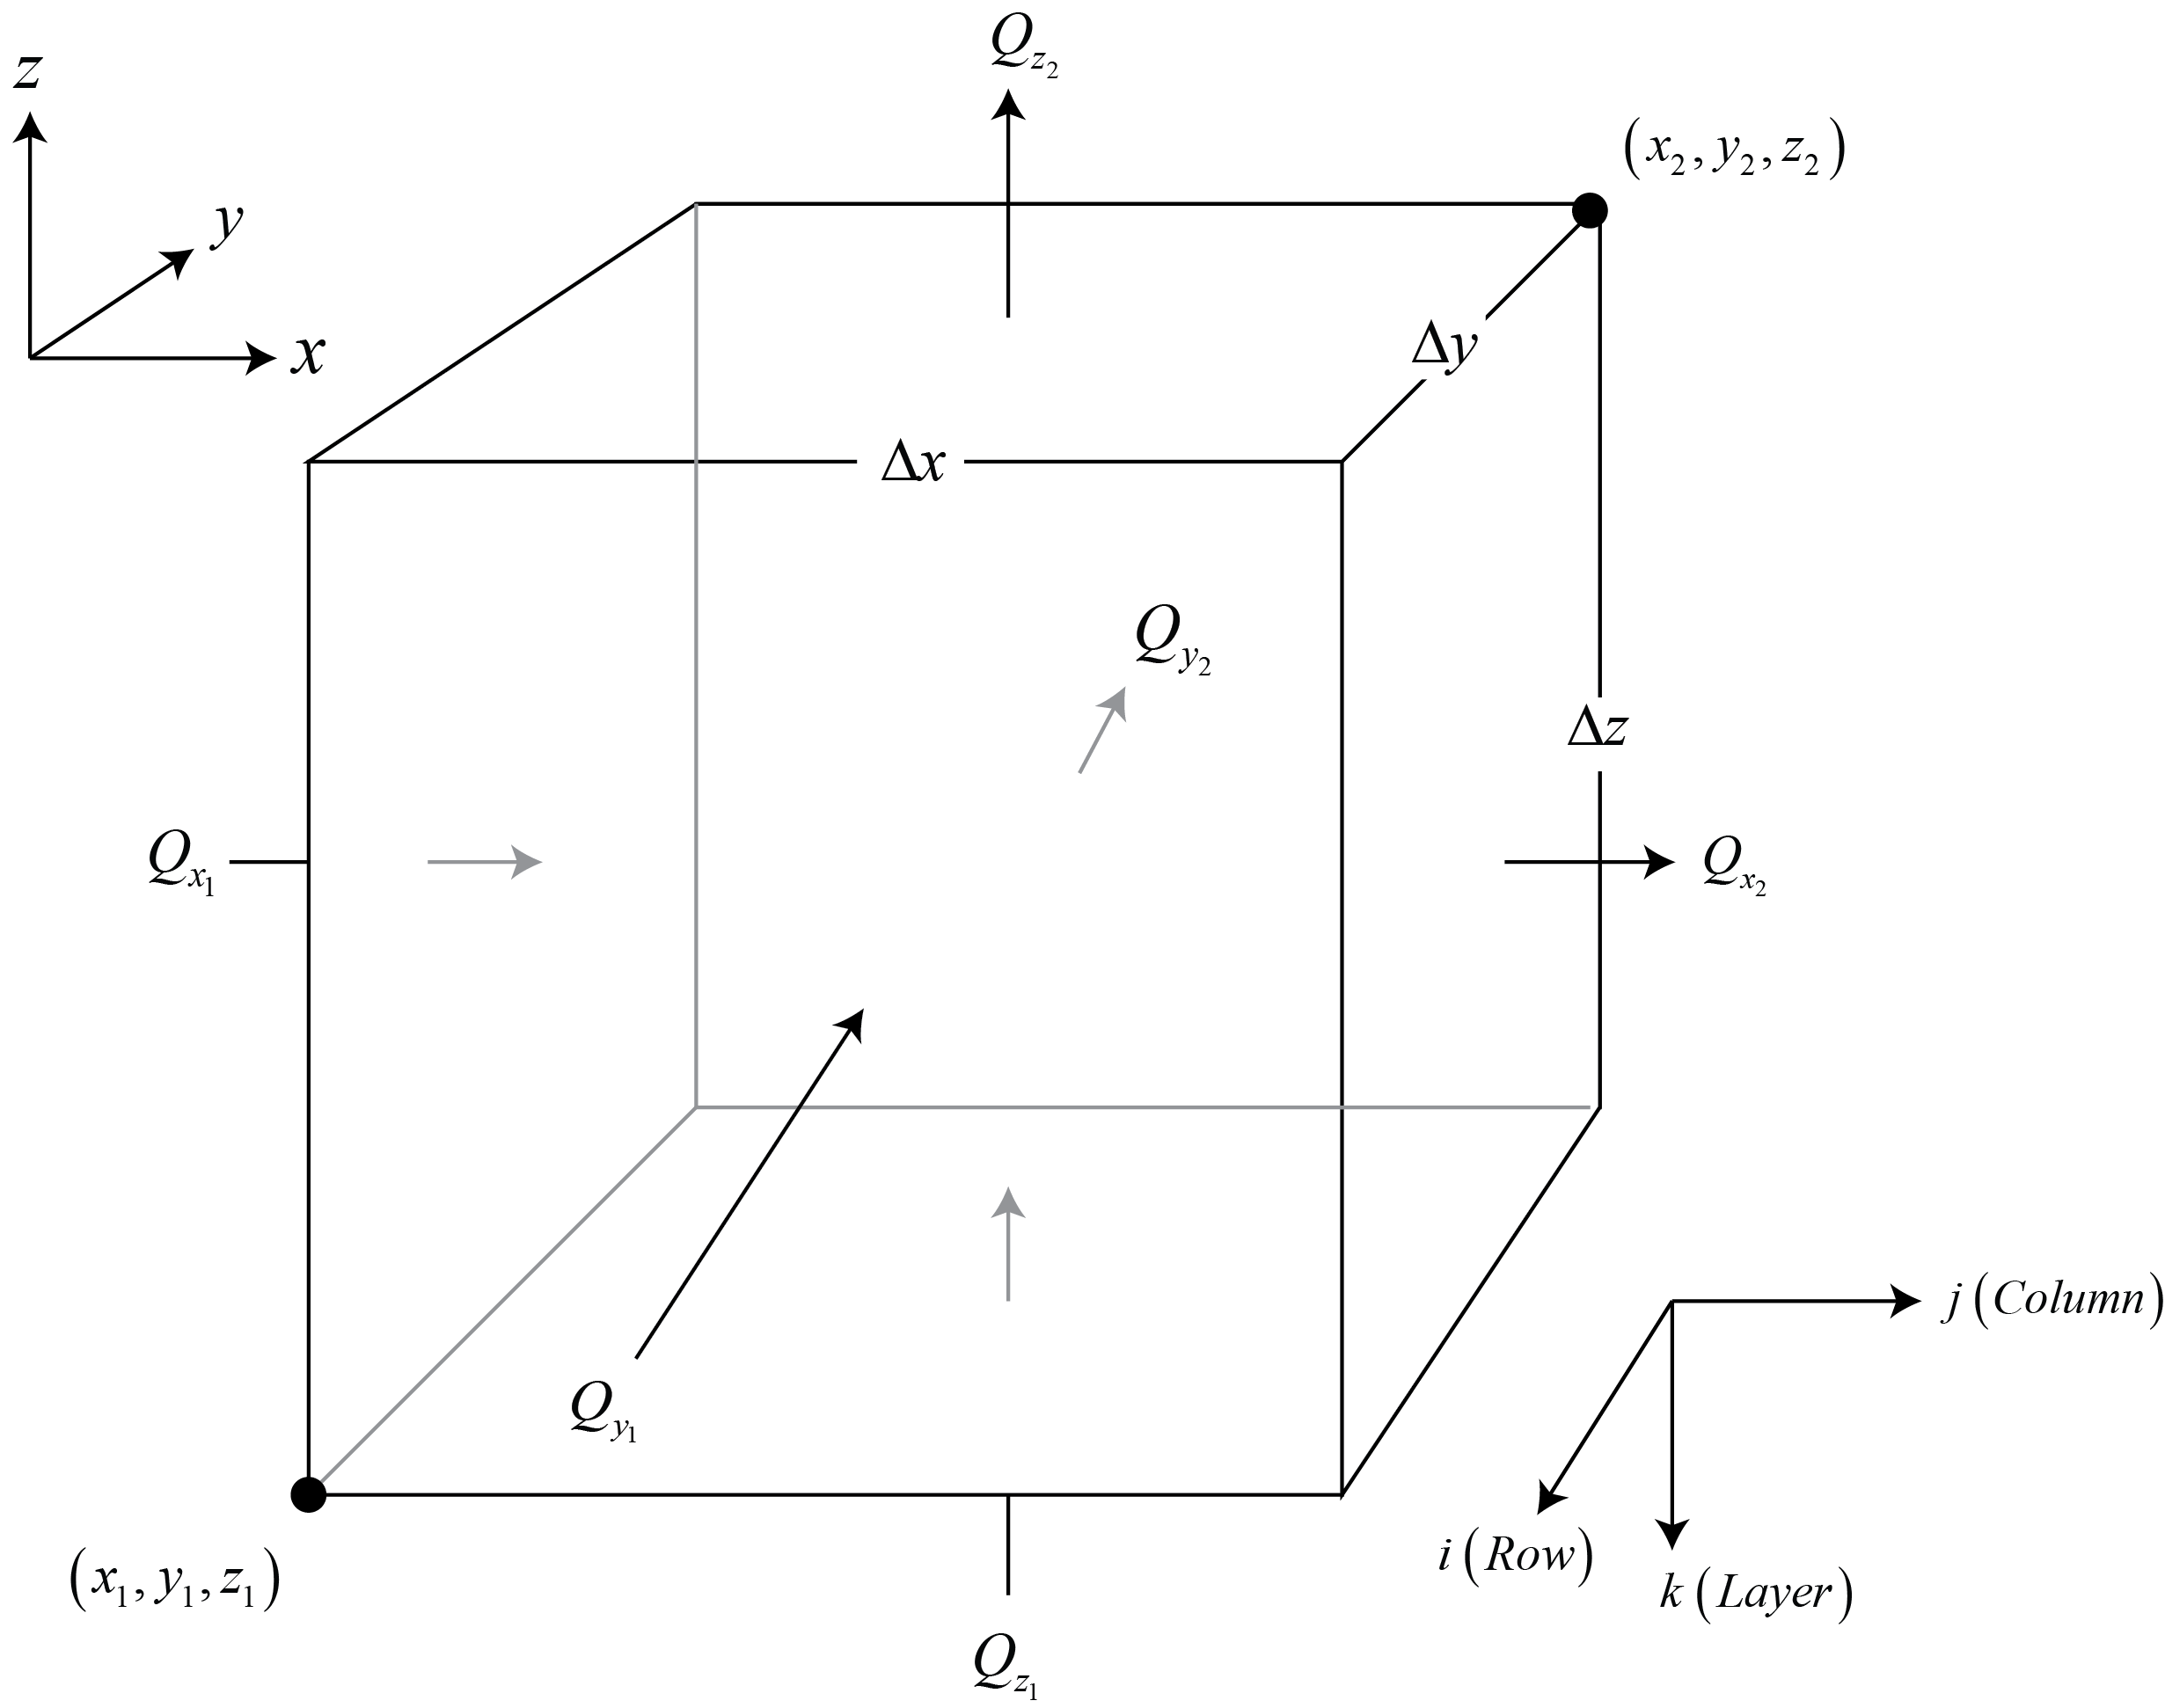 Q_{z_2}
z
(x_2, y_2, z_2)
y
Δy
x
Δx
Q_{y_2}
Δz
Q_{x_1}
Q_{x_2}
j (Column)
Q_{y_1}
i (Row)
(x_1, y_1, z_1)
k (Layer)
Q_{z_1}